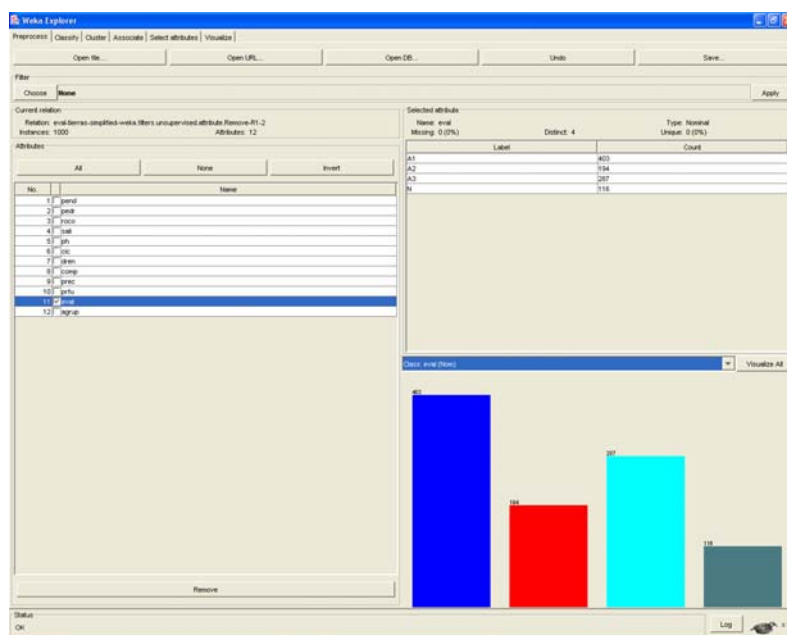 Weka Explorer
Preprocess Classify Cluster Associate Select attributes Visualize
Open file... Open URL... Open DB... Undo Save...
Filter
Choose None Apply
Current relation
Relation: eval-tierras-simplified-weka.filters.unsupervised.attribute.Remove-R1-2
Instances: 1000 Attributes: 12
Attributes
All None Invert
No. Name
1 pend
2 pedr
3 roco
4 sali
5 ph
6 cic
7 dren
8 comp
9 prec
10 prfu
11 eval
12 agrup
Remove
Selected attribute
Name: eval Type: Nominal
Missing: 0 (0%) Distinct: 4 Unique: 0 (0%)
Label Count
A1 403
A2 194
A3 287
N 116
Class: eval (Nom) Visualize All
403
194
287
116
Status
OK Log x